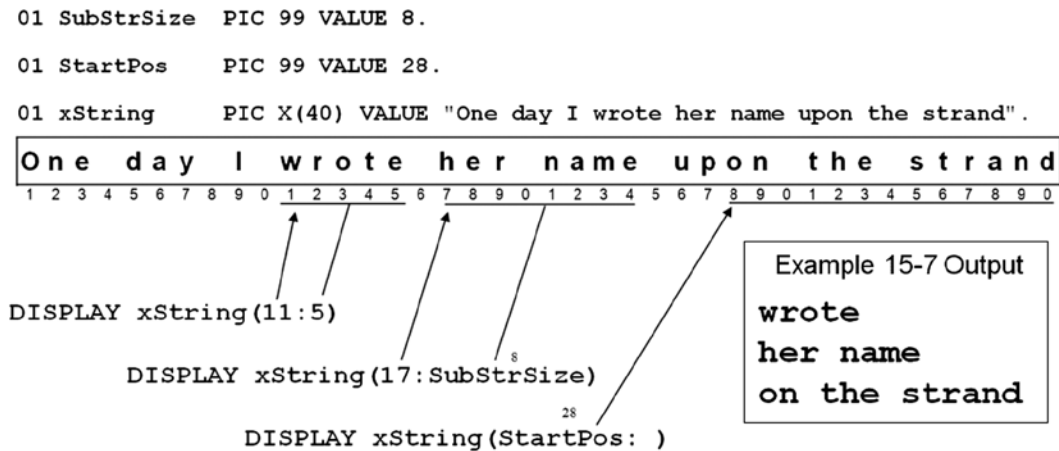 01 SubStrSize PIC 99 VALUE 8.
01 StartPos PIC 99 VALUE 28.
01 xString PIC X(40) VALUE "One day I wrote her name upon the strand".
One day I wrote her name upon the strand
1 2 3 4 5 6 7 8 9 0 1 2 3 4 5 6 7 8 9 0 1 2 3 4 5 6 7 8 9 0 1 2 3 4 5 6 7 8 9 0
Example 15-7 Output
wrote
her name
on the strand
DISPLAY xString(11:5)
8
DISPLAY xString(17:SubStrSize)
28
DISPLAY xString(StartPos: )